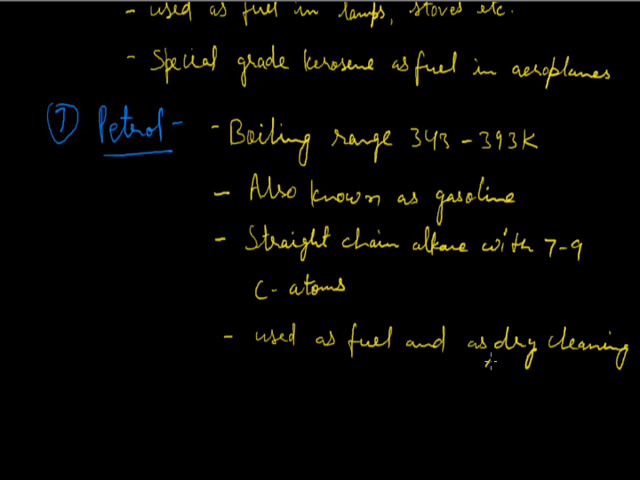 - used as fuel in lamps, stoves etc.
- Special grade kerosene as fuel in aeroplanes
7 Petrol - - Boiling range 343 - 393K
- Also known as gasoline
- Straight chain alkane with 7-9
C- atoms
- used as fuel and as dry cleaning